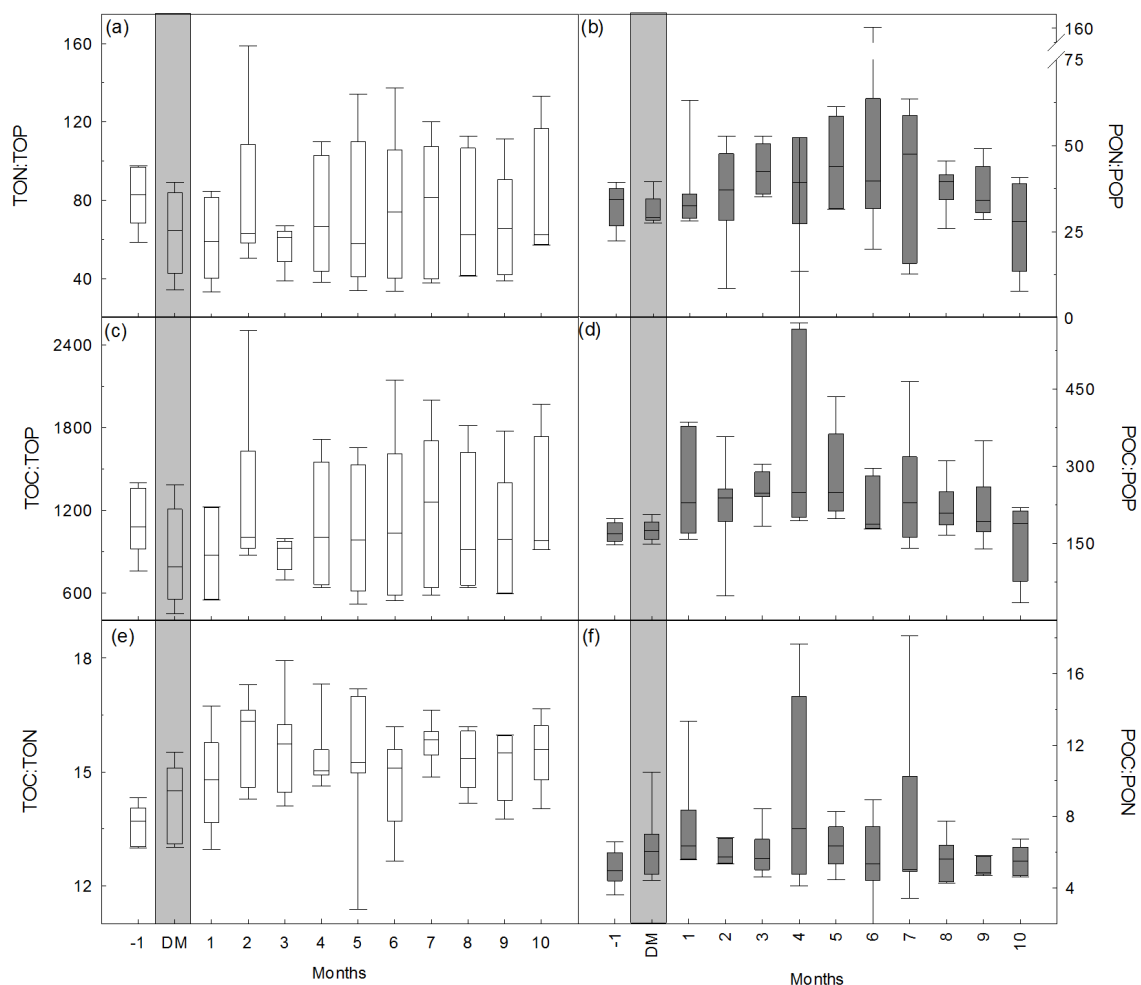 (a)
160
120
80
40
TON:TOP
(b)
160
75
50
25
0
PON:POP
(c)
2400
1800
1200
600
TOC:TOP
(d)
450
300
150
POC:POP
(e)
18
15
12
TOC:TON
(f)
16
12
8
4
POC:PON
-1 DM 1 2 3 4 5 6 7 8 9 10
Months
-1 DM 1 2 3 4 5 6 7 8 9 10
Months